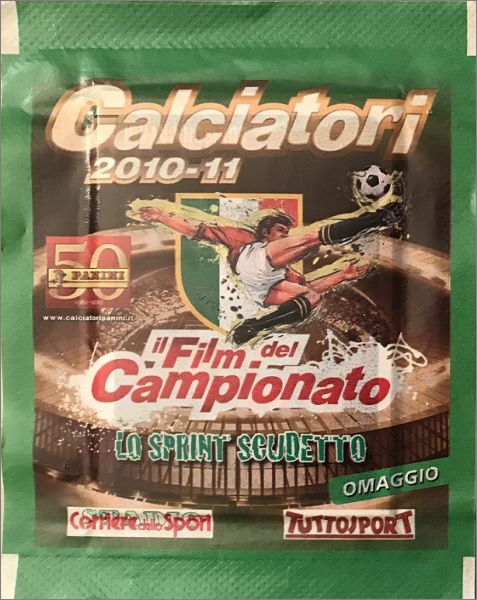 Calciatori
2010-11
50
PANINI
www.calciatoripanini.it
il Film del
Campionato
LO SPRINT SCUDETTO
OMAGGIO
STADIO
Corriere dello Sport
TUTTOSPORT